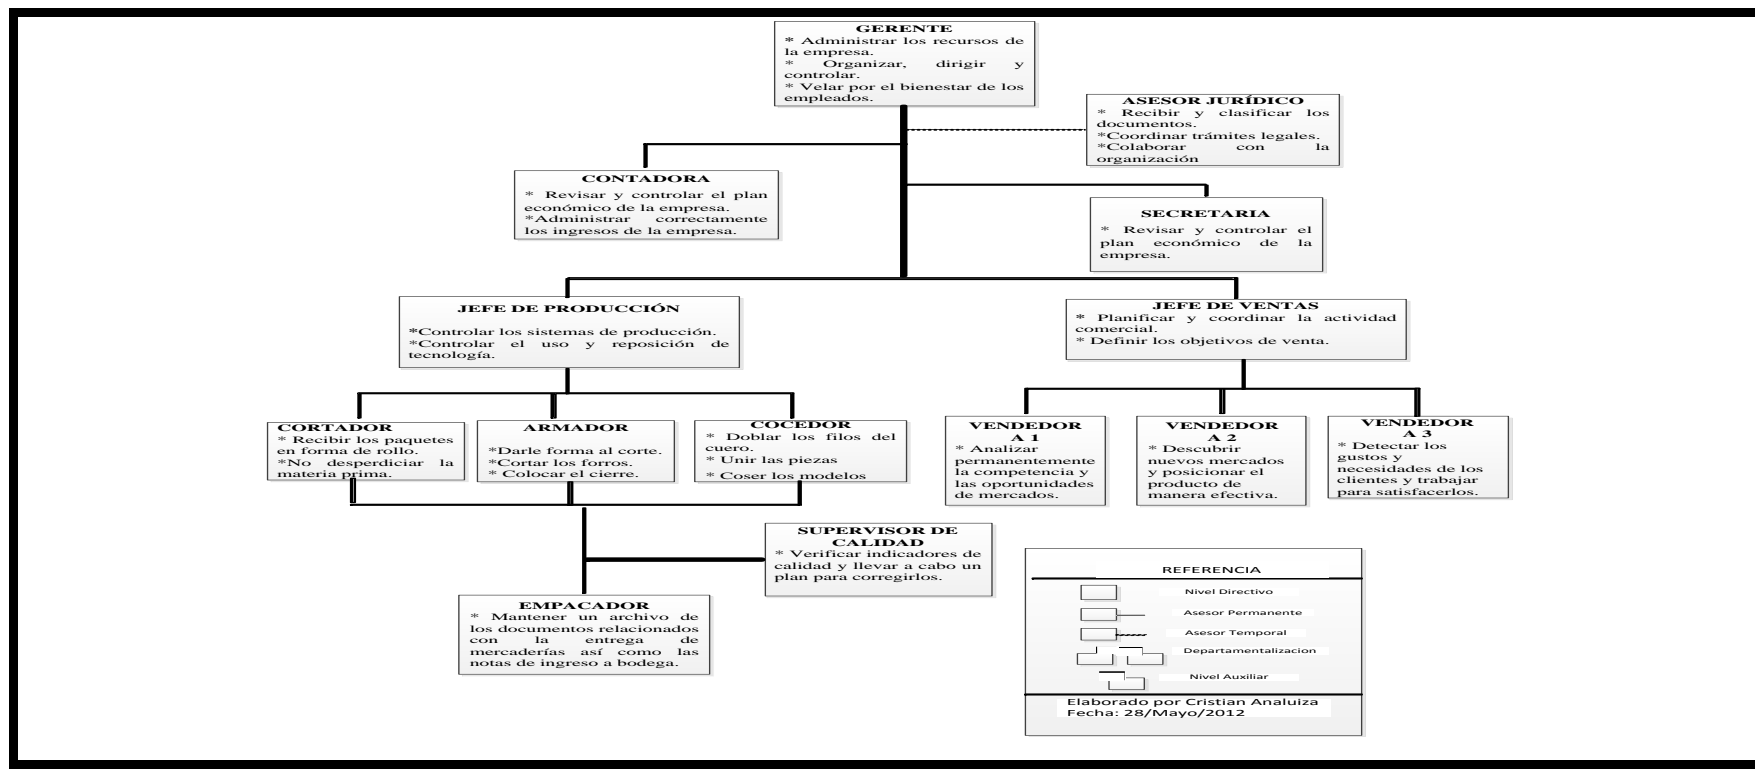 GERENTE
* Administrar los recursos de
la empresa.
* Organizar, dirigir y
controlar.
* Velar por el bienestar de los
empleados.
ASESOR JURÍDICO
* Recibir y clasificar los
documentos.
*Coordinar trámites legales.
*Colaborar con la
organización
CONTADORA
* Revisar y controlar el plan
económico de la empresa.
*Administrar correctamente
los ingresos de la empresa.
SECRETARIA
* Revisar y controlar el
plan económico de la
empresa.
JEFE DE PRODUCCIÓN
*Controlar los sistemas de producción.
*Controlar el uso y reposición de
tecnología.
JEFE DE VENTAS
* Planificar y coordinar la actividad
comercial.
* Definir los objetivos de venta.
CORTADOR
* Recibir los paquetes
en forma de rollo.
*No desperdiciar la
materia prima.
ARMADOR
*Darle forma al corte.
*Cortar los forros.
* Colocar el cierre.
COCEDOR
* Doblar los filos del
cuero.
* Unir las piezas
* Coser los modelos
VENDEDOR
A 1
* Analizar
permanentemente
la competencia y
las oportunidades
de mercados.
VENDEDOR
A 2
* Descubrir
nuevos mercados
y posicionar el
producto de
manera efectiva.
VENDEDOR
A 3
* Detectar los
gustos y
necesidades de los
clientes y trabajar
para satisfacerlos.
SUPERVISOR DE
CALIDAD
* Verificar indicadores de
calidad y llevar a cabo un
plan para corregirlos.
EMPACADOR
* Mantener un archivo de
los documentos relacionados
con la entrega de
mercaderías así como las
notas de ingreso a bodega.
REFERENCIA
Nivel Directivo
Asesor Permanente
Asesor Temporal
Departamentalizacion
Nivel Auxiliar
Elaborado por Cristian Analuiza
Fecha: 28/Mayo/2012